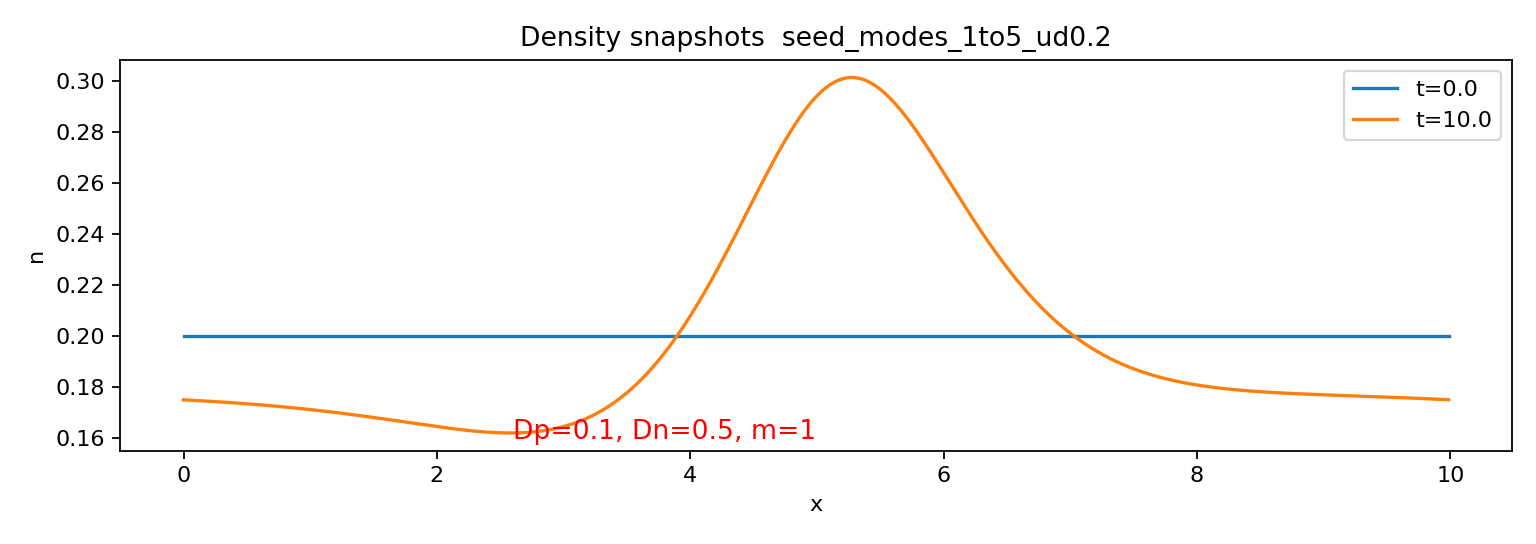 Density snapshots  seed_modes_1to5_ud0.2
t=0.0
t=10.0
n
0.30
0.28
0.26
0.24
0.22
0.20
0.18
0.16
Dp=0.1, Dn=0.5, m=1
0 2 4 6 8 10
x